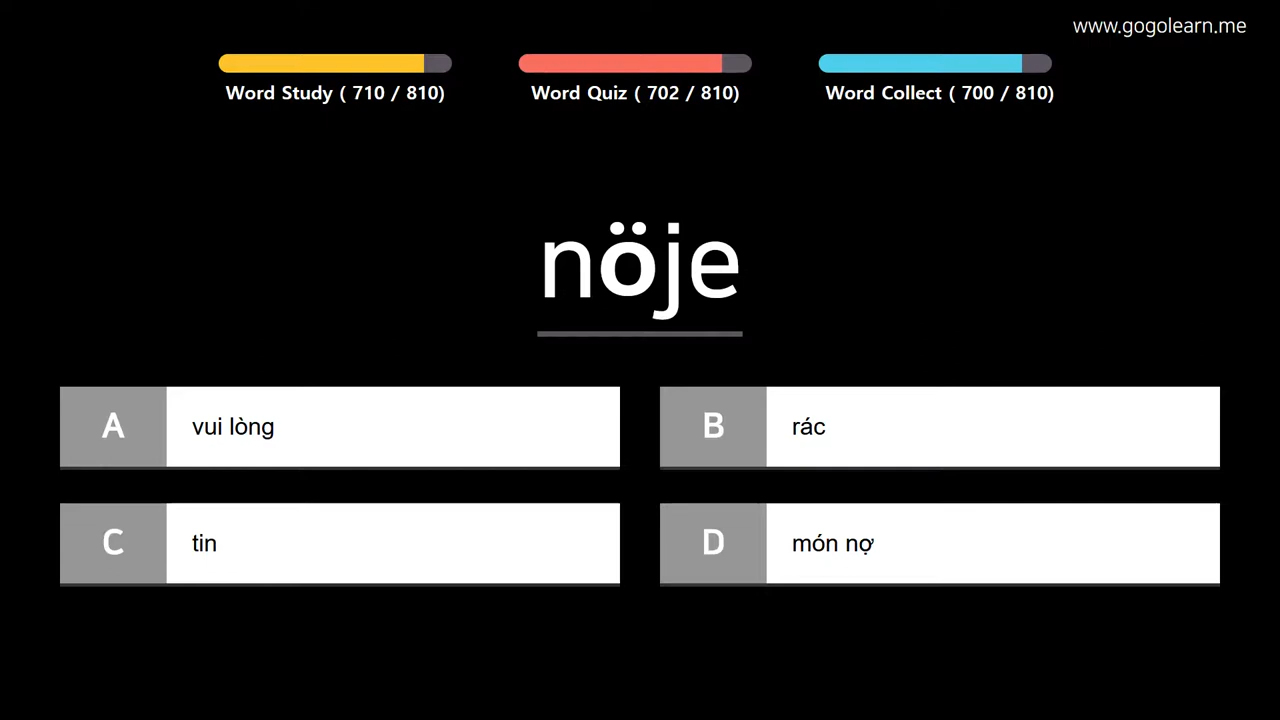 www.gogolearn.me
Word Study ( 710 / 810)
Word Quiz ( 702 / 810)
Word Collect ( 700 / 810)
nöje
A vui lòng
B rác
C tin
D món nợ